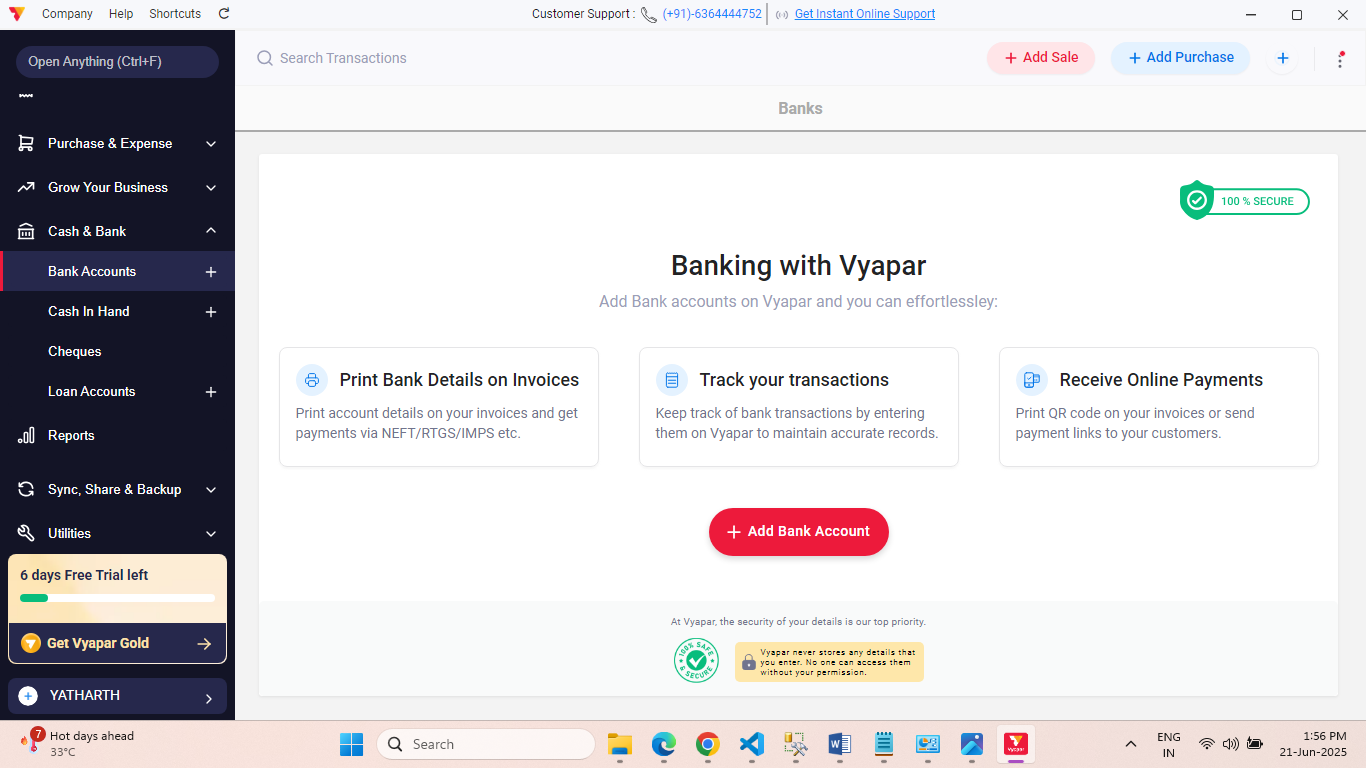 Company Help Shortcuts
Customer Support : (+91)-6364444752 Get Instant Online Support
Open Anything (Ctrl+F)
Purchase & Expense
Grow Your Business
Cash & Bank
Bank Accounts
Cash In Hand
Cheques
Loan Accounts
Reports
Sync, Share & Backup
Utilities
6 days Free Trial left
Get Vyapar Gold
YATHARTH
Search Transactions
Add Sale
Add Purchase
Banks
100 % SECURE
Banking with Vyapar
Add Bank accounts on Vyapar and you can effortlessley:
Print Bank Details on Invoices
Print account details on your invoices and get
payments via NEFT/RTGS/IMPS etc.
Track your transactions
Keep track of bank transactions by entering
them on Vyapar to maintain accurate records.
Receive Online Payments
Print QR code on your invoices or send
payment links to your customers.
Add Bank Account
At Vyapar, the security of your details is our top priority.
100% SAFE
& SECURE
Vyapar never stores any details that
you enter. No one can access them
without your permission.
7
Hot days ahead
33°C
Search
Vyapar
ENG
IN
1:56 PM
21-Jun-2025